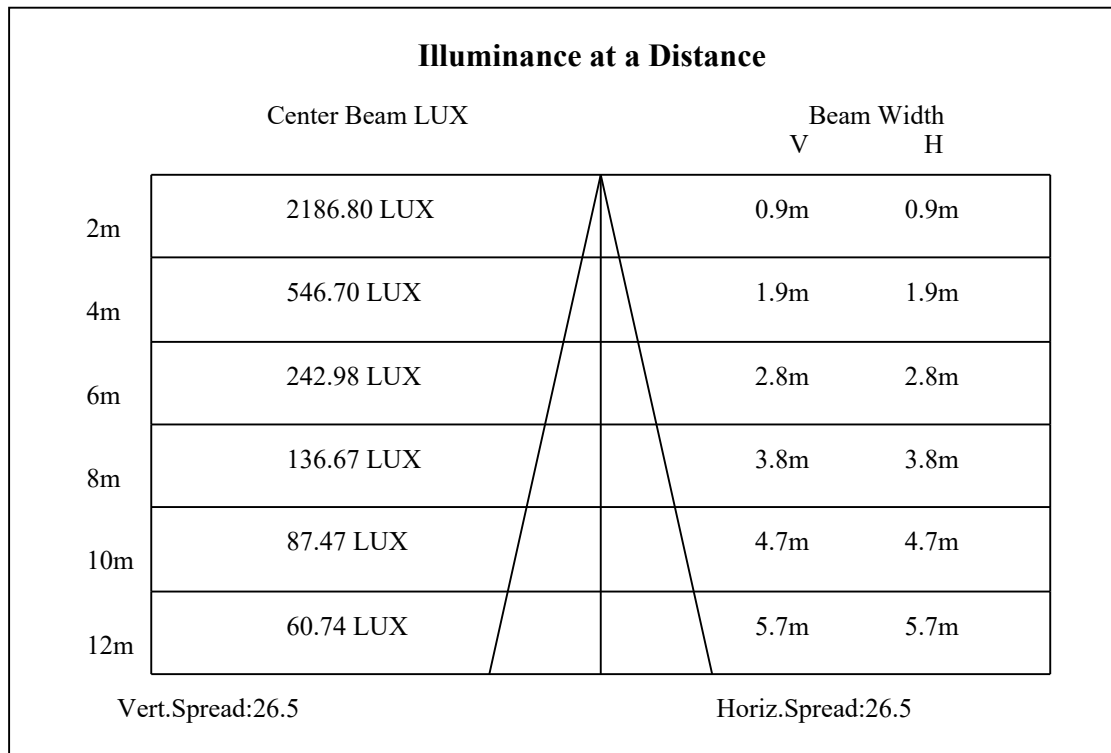 Illuminance at a Distance
Center Beam LUX Beam Width
V H
2186.80 LUX 0.9m 0.9m
2m
546.70 LUX 1.9m 1.9m
4m
242.98 LUX 2.8m 2.8m
6m
136.67 LUX 3.8m 3.8m
8m
87.47 LUX 4.7m 4.7m
10m
60.74 LUX 5.7m 5.7m
12m
Vert.Spread:26.5 Horiz.Spread:26.5